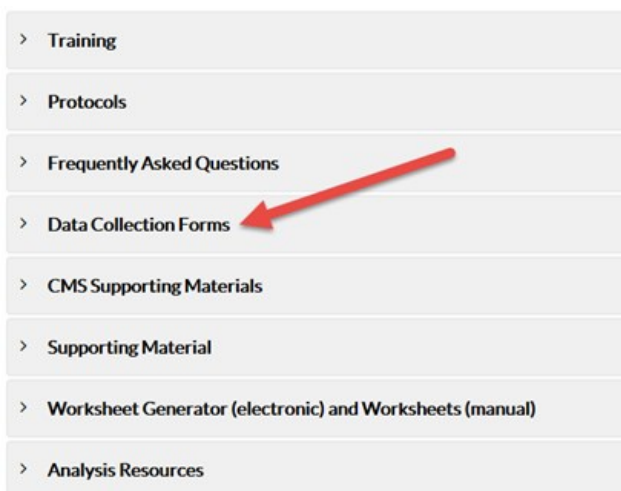 Training
Protocols
Frequently Asked Questions
Data Collection Forms
CMS Supporting Materials
Supporting Material
Worksheet Generator (electronic) and Worksheets (manual)
Analysis Resources